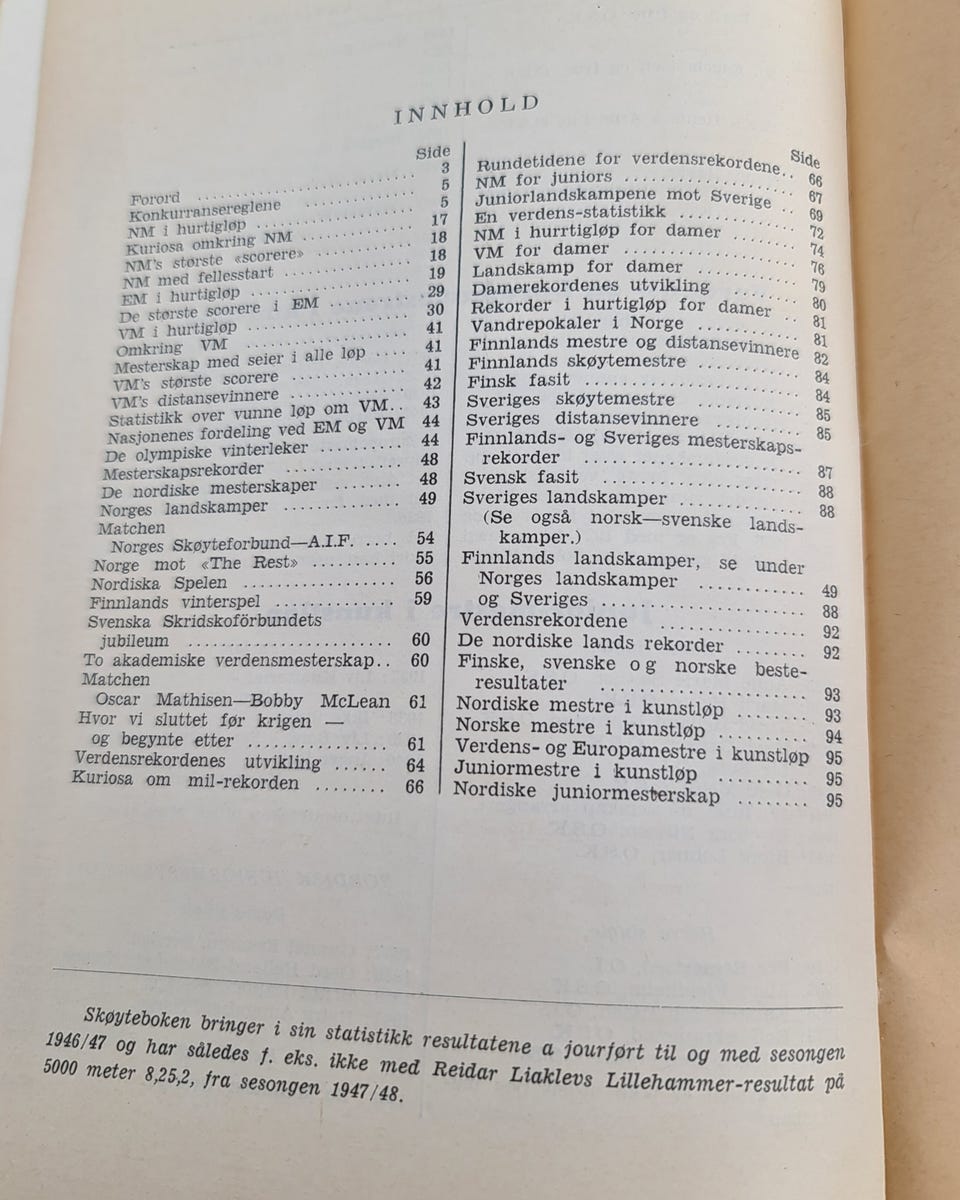 INNHOLD
Side
Forord ........ 3
Konkurransereglene ........ 5
NM i hurtigløp ........ 5
Kuriosa omkring NM ........ 17
NM's største «scorere» ........ 18
NM med fellesstart ........ 18
EM i hurtigløp ........ 19
De største scorere i EM ........ 29
VM i hurtigløp ........ 30
Omkring VM ........ 41
Mesterskap med seier i alle løp .... 41
VM's største scorere ........ 41
VM's distansevinnere ........ 42
Statistikk over vunne løp om VM.. 43
Nasjonenes fordeling ved EM og VM 44
De olympiske vinterleker ........ 44
Mesterskapsrekorder ........ 48
De nordiske mesterskaper ........ 48
Norges landskamper ........ 49
Matchen
Norges Skøyteforbund—A.I.F. .... 54
Norge mot «The Rest» ........ 55
Nordiska Spelen ........ 56
Finnlands vinterspel ........ 59
Svenska Skridskoförbundets
jubileum ........ 60
To akademiske verdensmesterskap.. 60
Matchen
Oscar Mathisen—Bobby McLean 61
Hvor vi sluttet før krigen —
og begynte etter ........ 61
Verdensrekordenes utvikling ...... 64
Kuriosa om mil-rekorden ........ 66
Side
Rundetidene for verdensrekordene.. 66
NM for juniors ........ 67
Juniorlandskampene mot Sverige .. 69
En verdens-statistikk ........ 72
NM i hurrtigløp for damer ........ 74
VM for damer ........ 76
Landskamp for damer ........ 79
Damerekordenes utvikling ...... 80
Rekorder i hurtigløp for damer .. 81
Vandrepokaler i Norge ........ 81
Finnlands mestre og distansevinnere 82
Finnlands skøytemestre ........ 84
Finsk fasit ........ 84
Sveriges skøytemestre ........ 85
Sveriges distansevinnere ........ 85
Finnlands- og Sveriges mesterskaps-
rekorder ........ 87
Svensk fasit ........ 88
Sveriges landskamper ........ 88
(Se også norsk—svenske lands-
kamper.)
Finnlands landskamper, se under
Norges landskamper ........ 49
og Sveriges ........ 88
Verdensrekordene ........ 92
De nordiske lands rekorder ........ 92
Finske, svenske og norske beste-
resultater ........ 93
Nordiske mestre i kunstløp ........ 93
Norske mestre i kunstløp ........ 94
Verdens- og Europamestre i kunstløp 95
Juniormestre i kunstløp ........ 95
Nordiske juniormesterskap ........ 95
Skøyteboken bringer i sin statistikk resultatene a jourført til og med sesongen
1946/47 og har således f. eks. ikke med Reidar Liaklevs Lillehammer-resultat på
5000 meter 8,25,2, fra sesongen 1947/48.